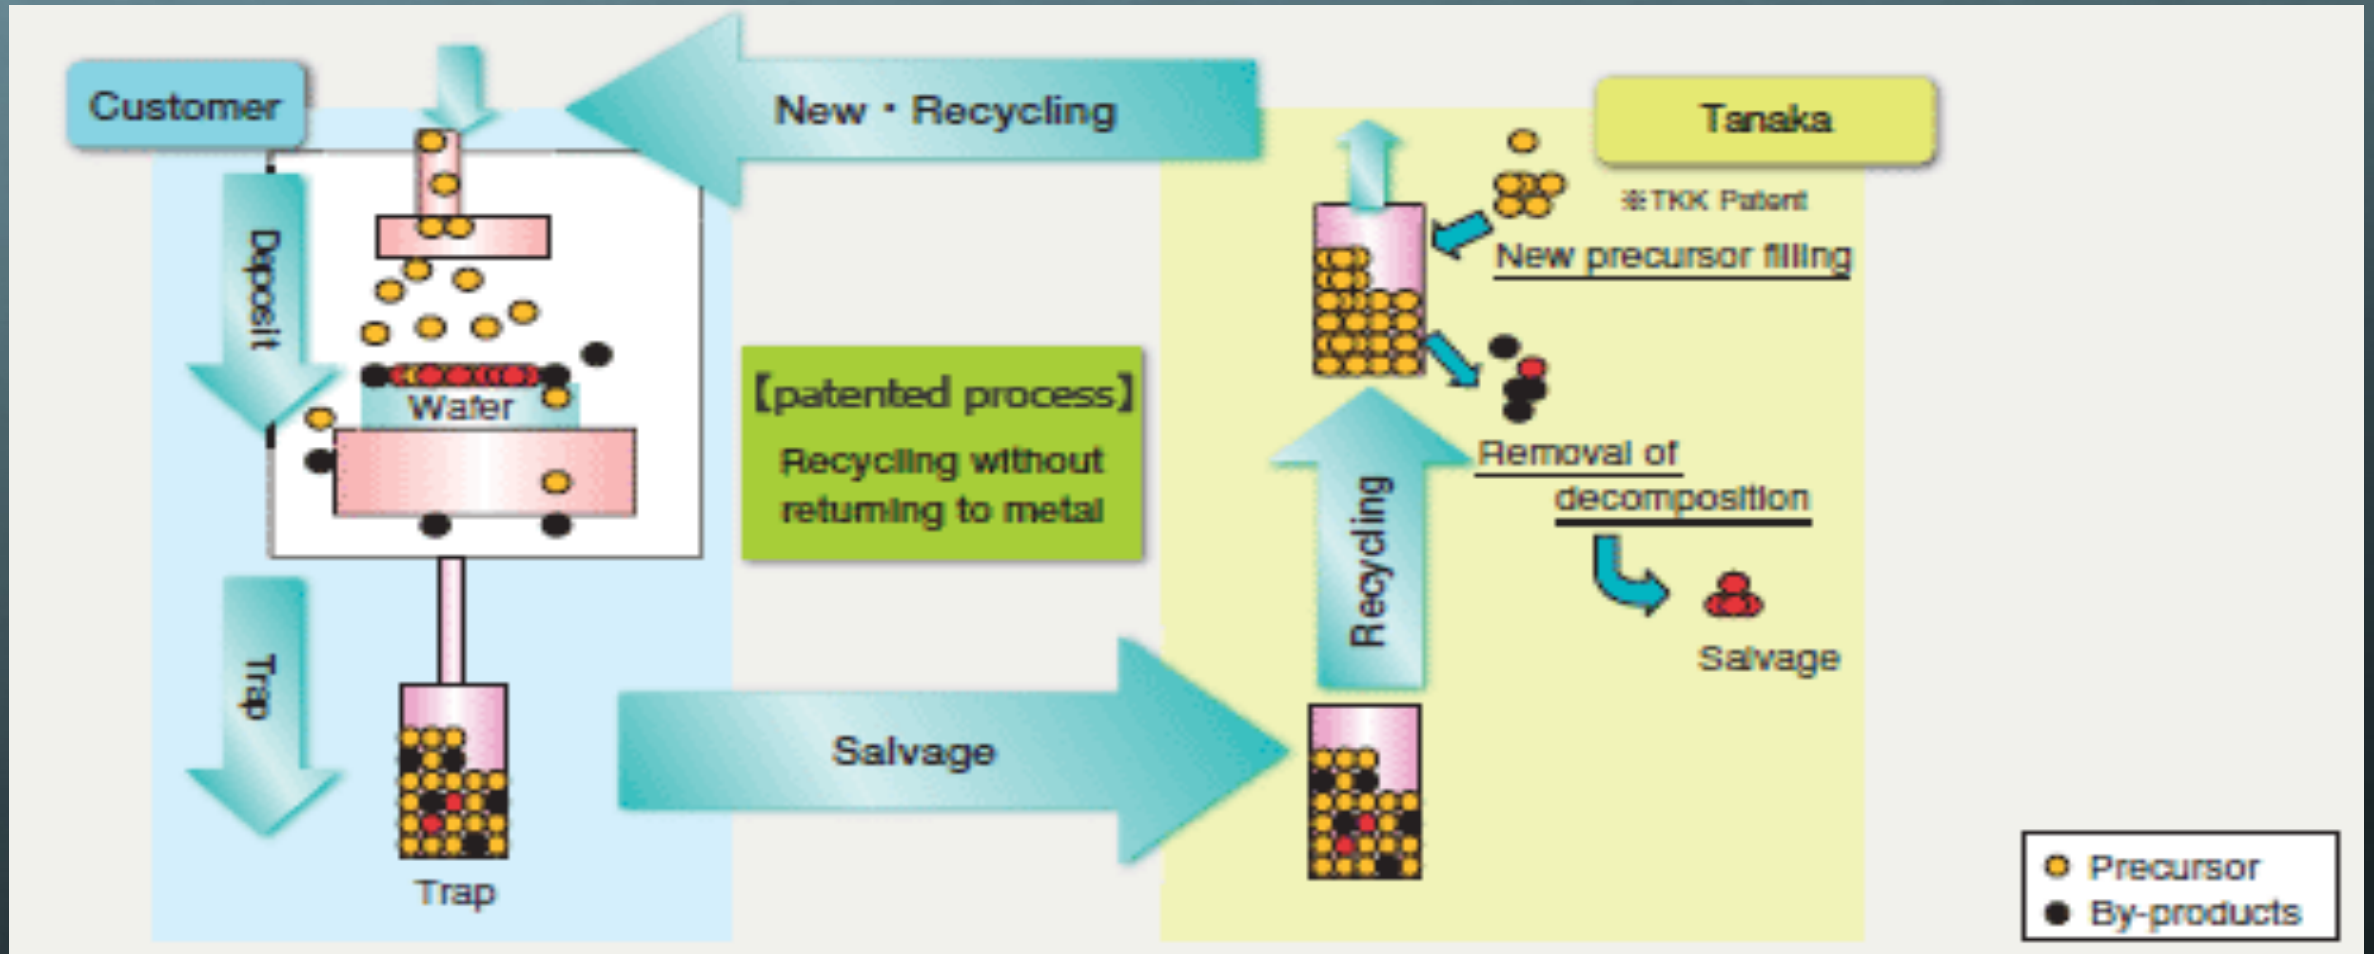 Customer
New・Recycling
Tanaka
※TKK Patent
New precursor filling
Deposit
Wafer
【patented process】
Recycling without
returning to metal
Removal of
decomposition
Recycling
Salvage
Trap
Salvage
Trap
Precursor
By-products